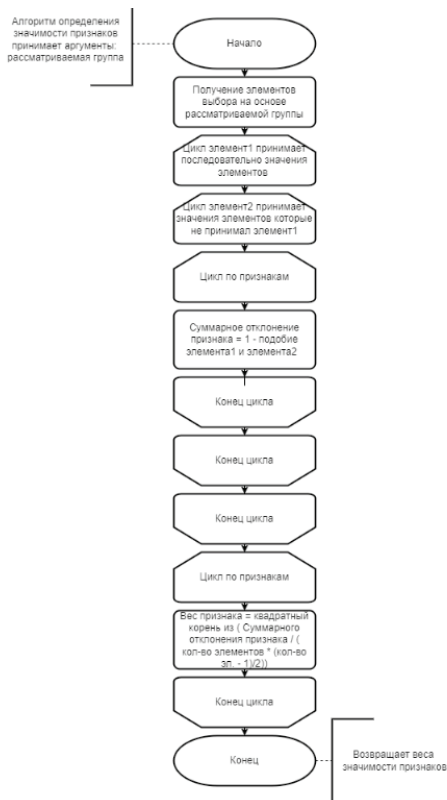 Алгоритм определения
значимости признаков
принимает аргументы:
рассматриваемая группа
Начало
Получение элементов
выбора на основе
рассматриваемой группы
Цикл элемент1 принимает
последовательно значения
элементов
Цикл элемент2 принимает
значения элементов которые
не принимал элемент1
Цикл по признакам
Суммарное отклонение
признака = 1 - подобие
элемента1 и элемента2
Конец цикла
Конец цикла
Конец цикла
Цикл по признакам
Вес признака = квадратный
корень из ( Суммарного
отклонения признака / (
кол-во элементов * (кол-во
эл. - 1)/2))
Конец цикла
Конец
Возвращает веса
значимости признаков